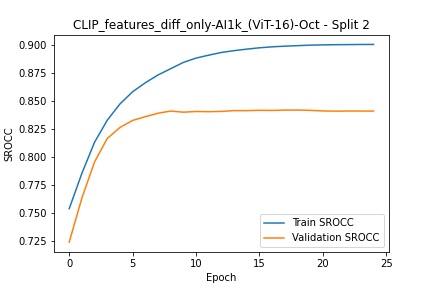 CLIP_features_diff_only-AI1k_(ViT-16)-Oct - Split 2
0.900
0.875
0.850
0.825
0.800
0.775
0.750
0.725
SROCC
Train SROCC
Validation SROCC
0 5 10 15 20 25
Epoch